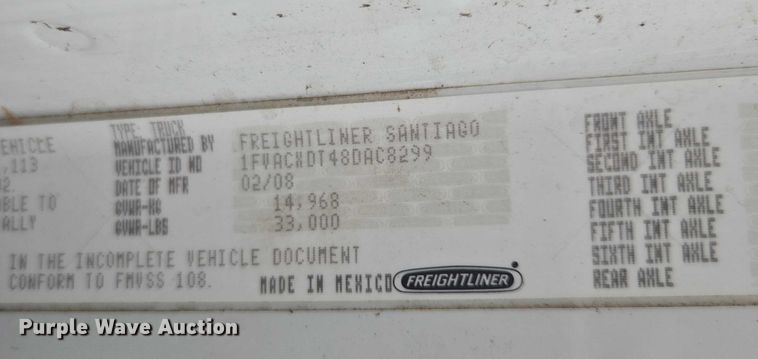 TYPE: TRUCK
EHICLE MANUFACTURED BY FREIGHTLINER SANTIAGO
,113 VEHICLE ID NO 1FVACXDT48DAC8299
02. DATE OF MFR 02/08
BLE TO GVWR-KG 14,968
ALLY GVWR-LBS 33,000
IN THE INCOMPLETE VEHICLE DOCUMENT
CONFORM TO FMVSS 108. MADE IN MEXICO FREIGHTLINER
FRONT AXLE
FIRST INT AXLE
SECOND INT AXLE
THIRD INT AXLE
FOURTH INT AXLE
FIFTH INT AXLE
SIXTH INT AXLE
REAR AXLE
Purple Wave Auction